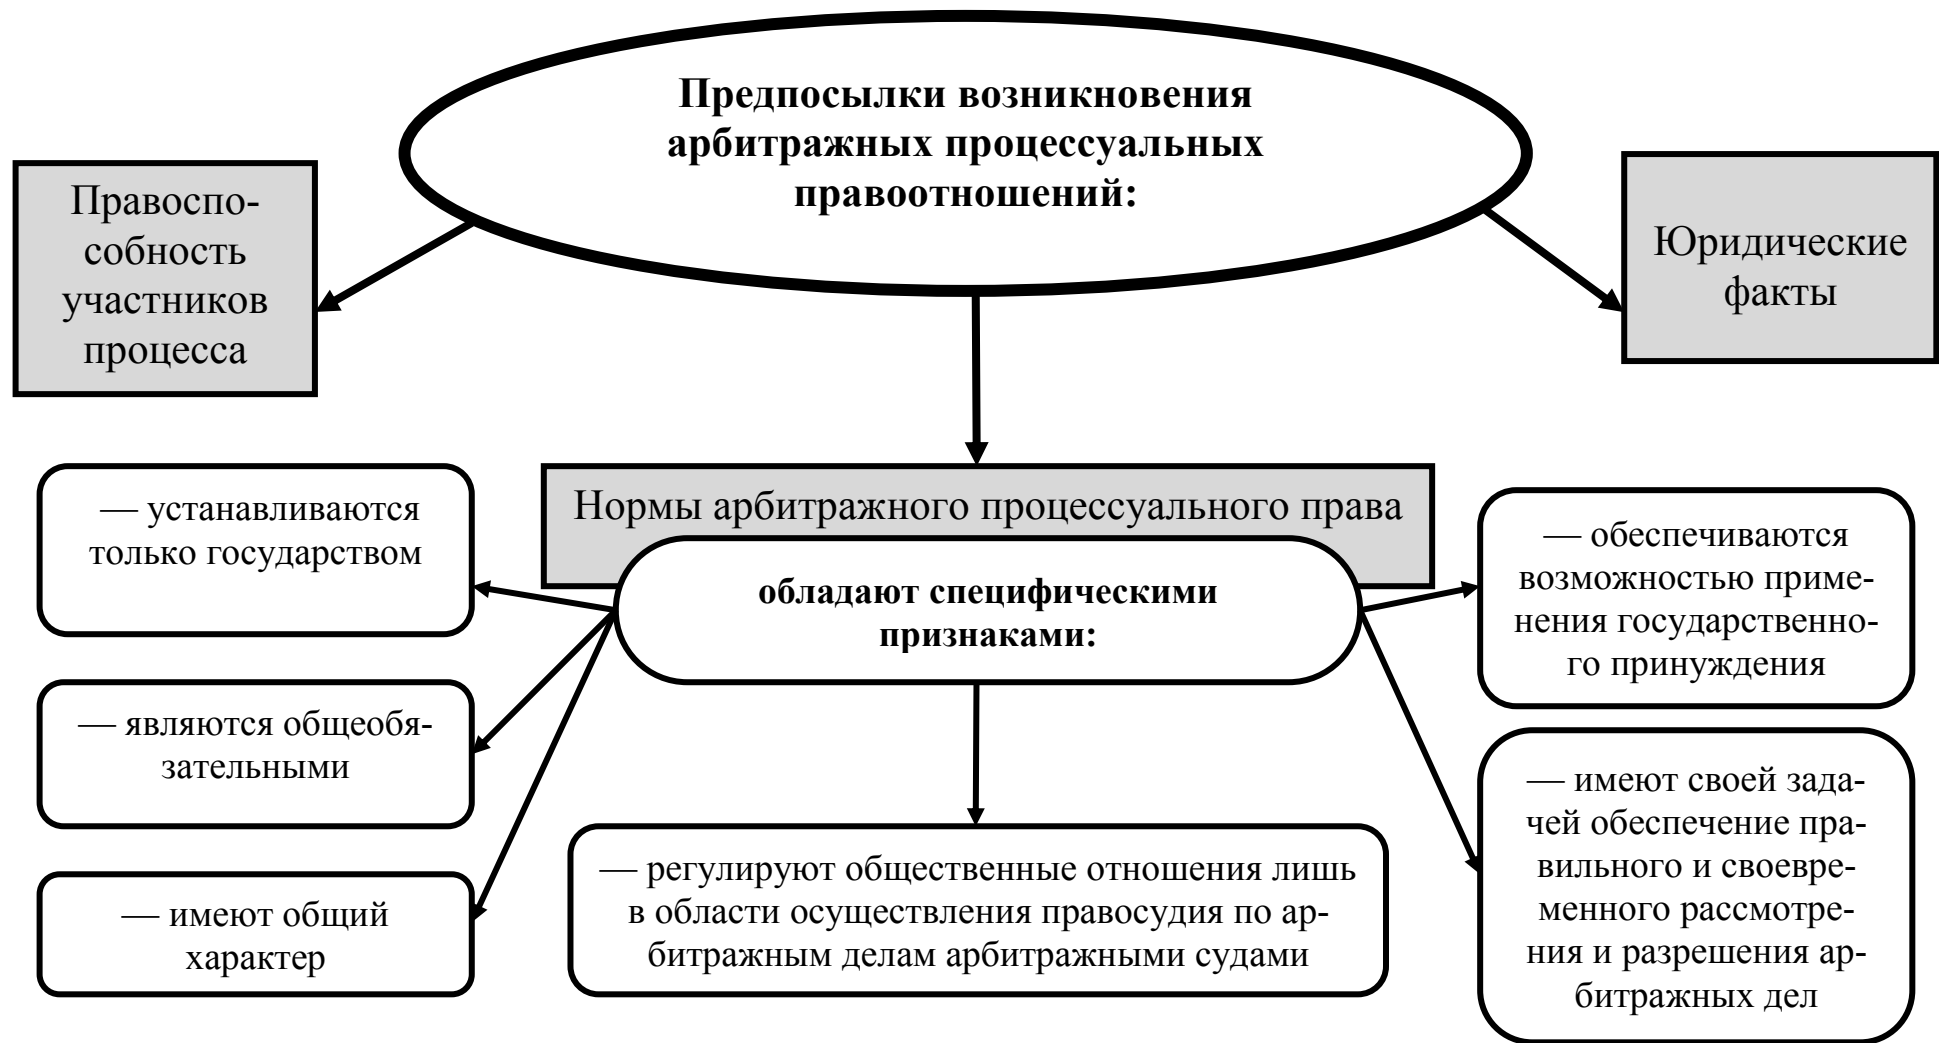 Предпосылки возникновения
арбитражных процессуальных
правоотношений:
Правоспо-
собность
участников
процесса
Юридические
факты
Нормы арбитражного процессуального права
обладают специфическими
признаками:
— устанавливаются
только государством
— являются общеобя-
зательными
— имеют общий
характер
— регулируют общественные отношения лишь
в области осуществления правосудия по ар-
битражным делам арбитражными судами
— обеспечиваются
возможностью приме-
нения государственно-
го принуждения
— имеют своей зада-
чей обеспечение пра-
вильного и своевре-
менного рассмотре-
ния и разрешения ар-
битражных дел